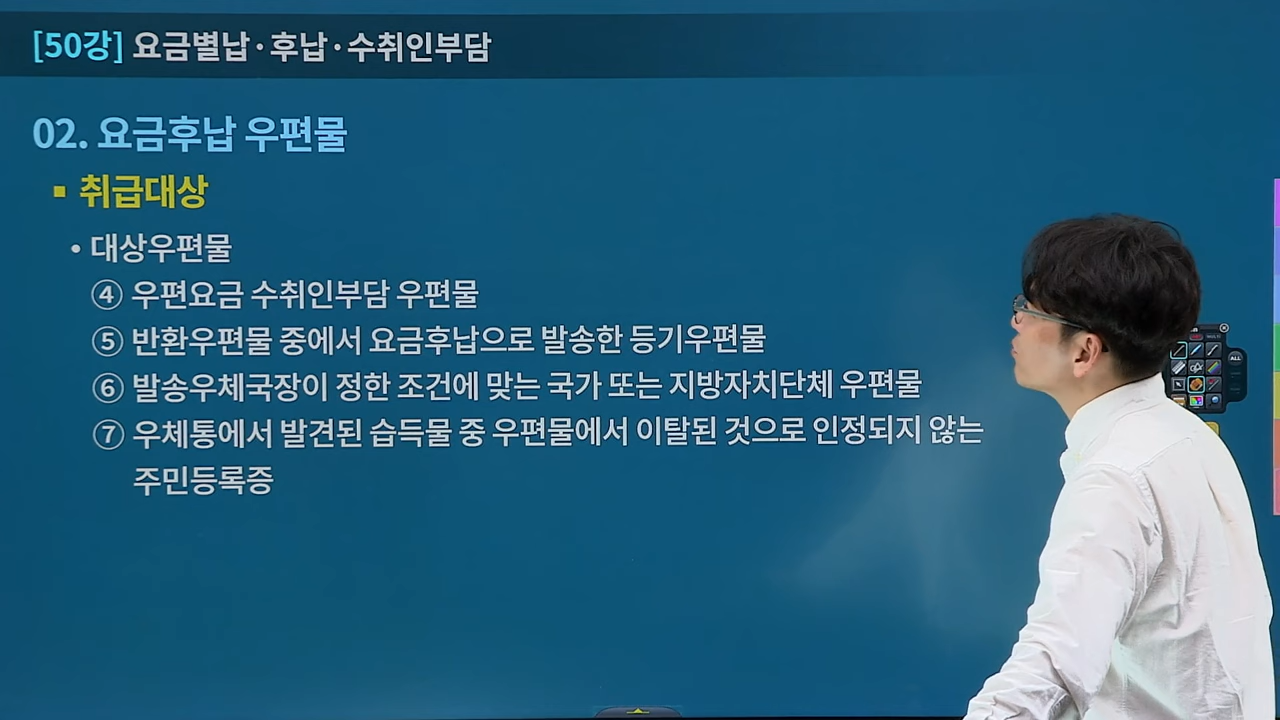 [50강] 요금별납·후납·수취인부담
02. 요금후납 우편물
▪ 취급대상
• 대상우편물
④ 우편요금 수취인부담 우편물
⑤ 반환우편물 중에서 요금후납으로 발송한 등기우편물
⑥ 발송우체국장이 정한 조건에 맞는 국가 또는 지방자치단체 우편물
⑦ 우체통에서 발견된 습득물 중 우편물에서 이탈된 것으로 인정되지 않는
주민등록증
ALL